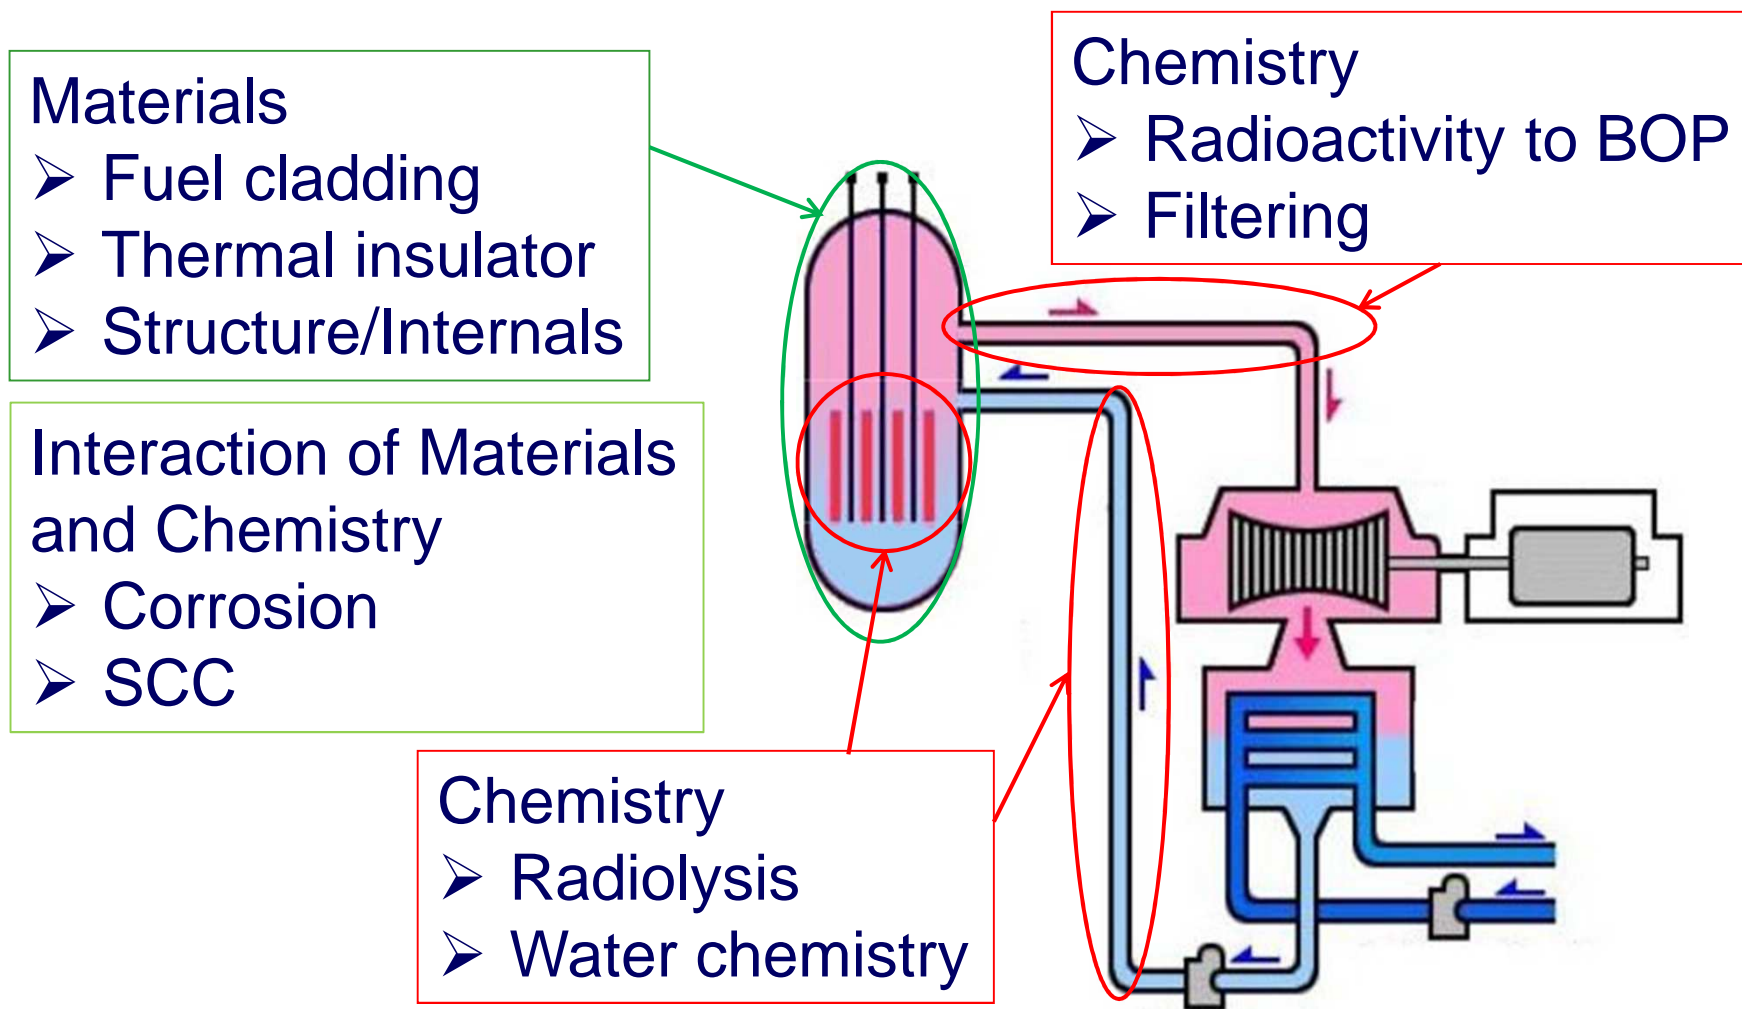 Materials
➢ Fuel cladding
➢ Thermal insulator
➢ Structure/Internals
Interaction of Materials
and Chemistry
➢ Corrosion
➢ SCC
Chemistry
➢ Radioactivity to BOP
➢ Filtering
Chemistry
➢ Radiolysis
➢ Water chemistry